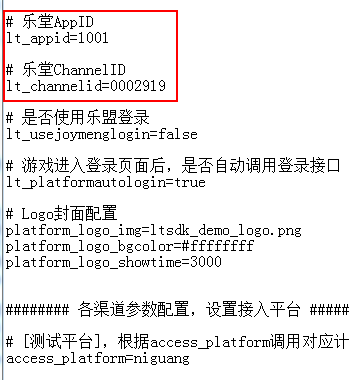 # 乐堂AppID
lt_appid=1001
# 乐堂ChannelID
lt_channelid=0002919
# 是否使用乐盟登录
lt_usejoymenglogin=false
# 游戏进入登录页面后，是否自动调用登录接口
lt_platformautologin=true
# Logo封面配置
platform_logo_img=ltsdk_demo_logo.png
platform_logo_bgcolor=#ffffffff
platform_logo_showtime=3000
######## 各渠道参数配置，设置接入平台 #####
# [测试平台]，根据access_platform调用对应计
access_platform=niguang